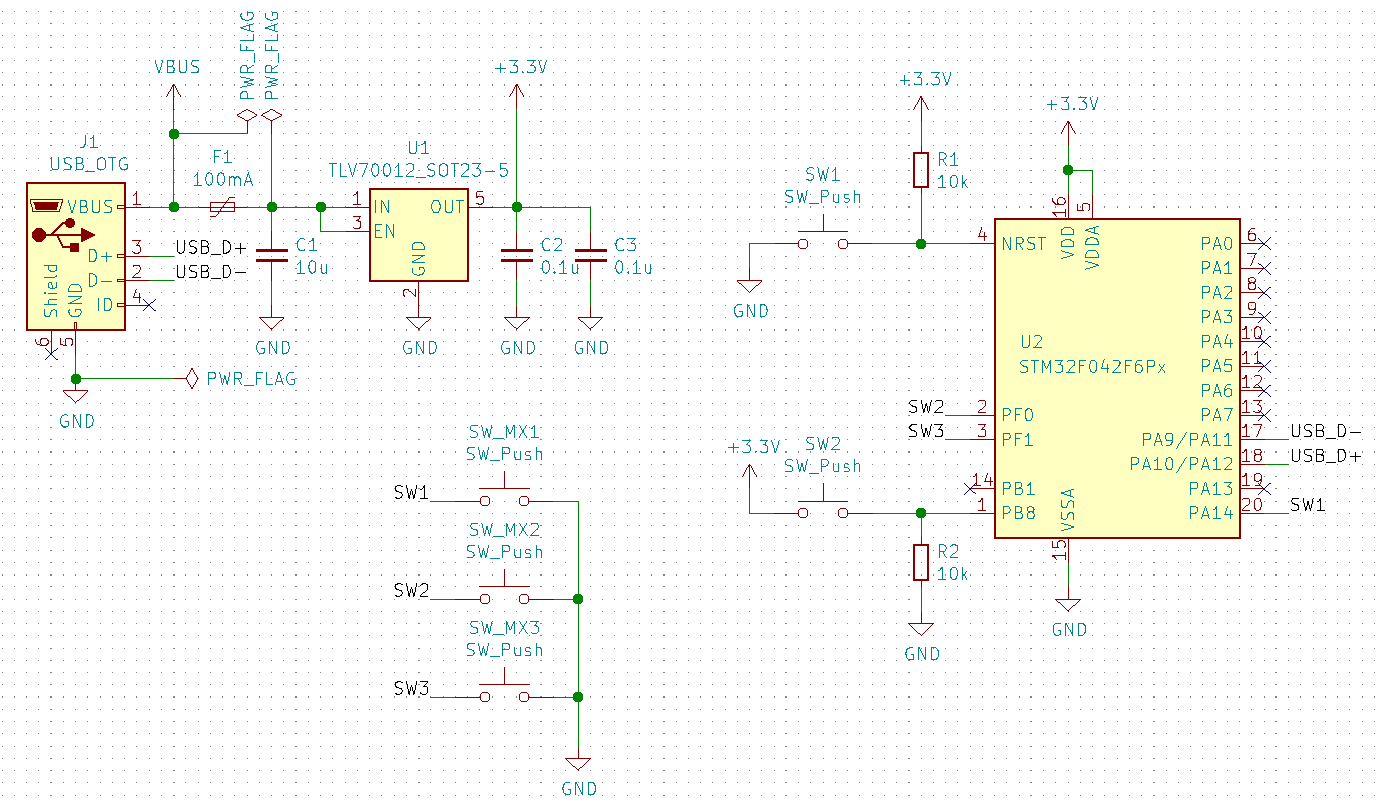 PWR_FLAG
PWR_FLAG
VBUS
+3.3V
J1
USB_OTG
F1
100mA
U1
TLV70012_SOT23-5
VBUS 1
D+ 3 USB_D+
D- 2 USB_D-
ID 4
Shield 6
GND 5
1 IN
3 EN
OUT 5
GND 2
C1
10u
C2
0.1u
C3
0.1u
GND
GND
GND
GND
PWR_FLAG
GND
SW_MX1
SW_Push
SW1
SW_MX2
SW_Push
SW2
SW_MX3
SW_Push
SW3
GND
+3.3V
R1
10k
SW1
SW_Push
GND
+3.3V
SW2
SW_Push
R2
10k
GND
+3.3V
16 VDD
5 VDDA
4 NRST
U2
STM32F042F6Px
SW2 2 PF0
SW3 3 PF1
14 PB1
1 PB8
VSSA 15
GND
PA0 6
PA1 7
PA2 8
PA3 9
PA4 10
PA5 11
PA6 12
PA7 13
PA9/PA11 17 USB_D-
PA10/PA12 18 USB_D+
PA13 19
PA14 20 SW1